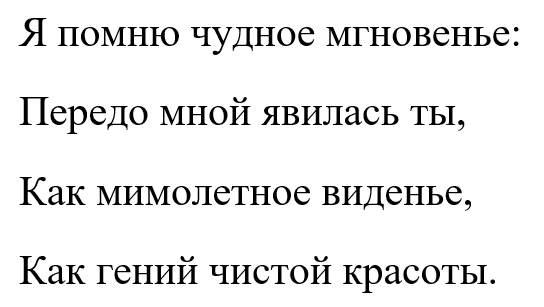 Я помню чудное мгновенье:
Передо мной явилась ты,
Как мимолетное виденье,
Как гений чистой красоты.